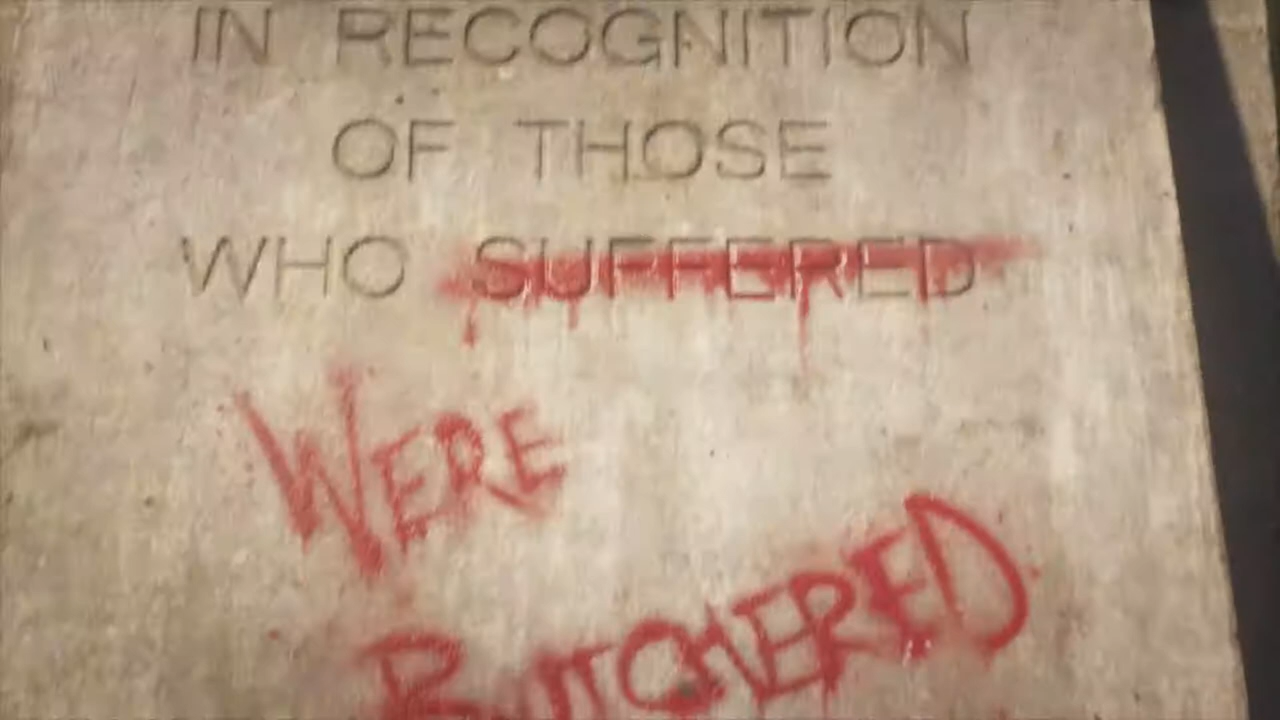 IN RECOGNITION
OF THOSE
WHO SUFFERED
WERE
BUTCHERED